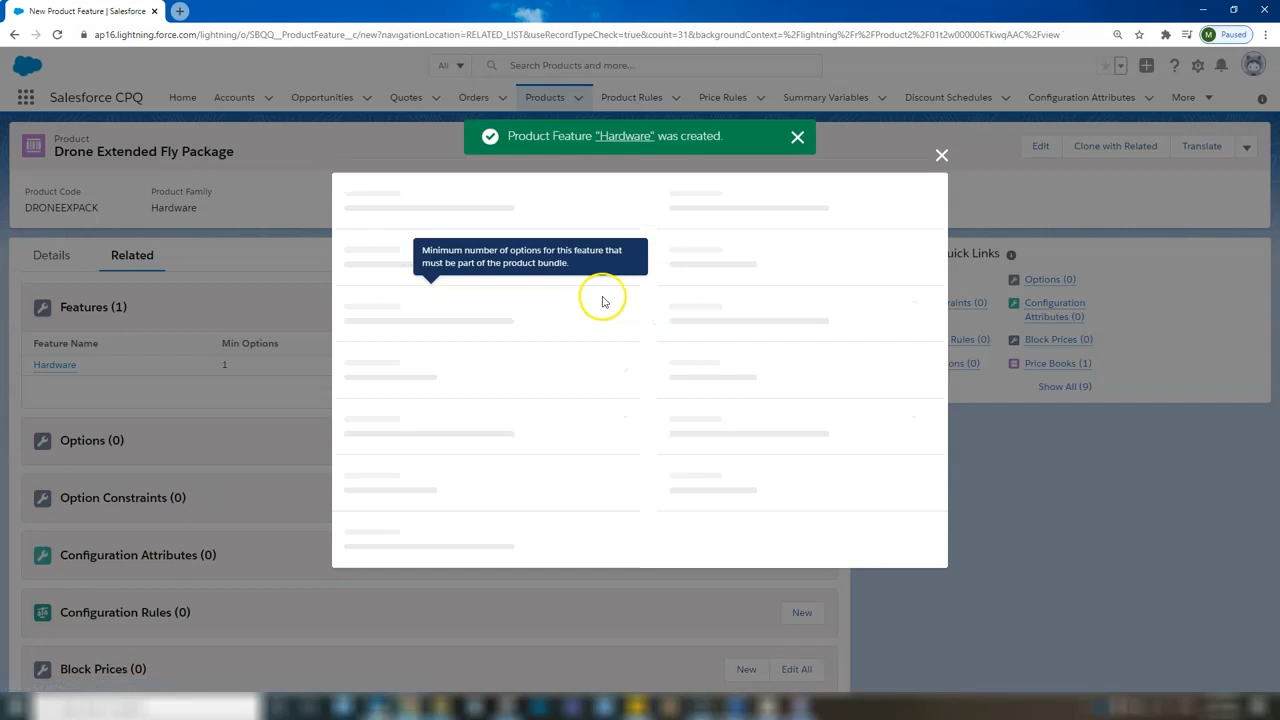 New Product Feature | Salesforce
ap16.lightning.force.com/lightning/o/SBQQ__ProductFeature__c/new?navigationLocation=RELATED_LIST&useRecordTypeCheck=true&count=31&backgroundContext=%2Flightning%2Fr%2FProduct2%2F01t2w000006TkwqAAC%2Fview
M Paused
All
Search Products and more...
Salesforce CPQ
Home
Accounts
Opportunities
Quotes
Orders
Products
Product Rules
Price Rules
Summary Variables
Discount Schedules
Configuration Attributes
More
Product Feature "Hardware" was created.
Product
Drone Extended Fly Package
Edit
Clone with Related
Translate
Product Code
Product Family
DRONEEXPACK
Hardware
Details
Related
Minimum number of options for this feature that
must be part of the product bundle.
uick Links
Options (0)
Features (1)
raints (0)
Configuration
Attributes (0)
Feature Name
Min Options
Rules (0)
Block Prices (0)
Hardware
1
ons (0)
Price Books (1)
Show All (9)
Options (0)
Option Constraints (0)
Configuration Attributes (0)
Configuration Rules (0)
New
Block Prices (0)
New
Edit All